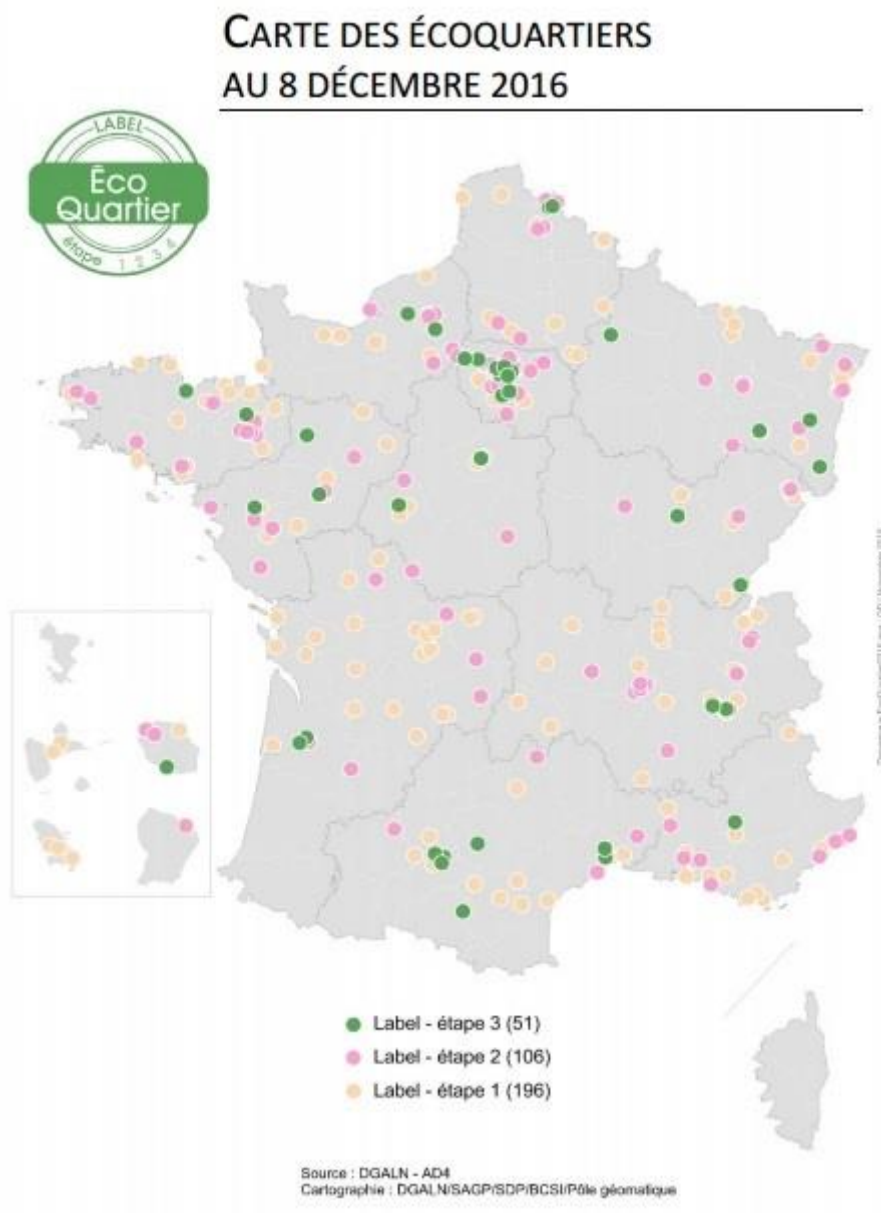 CARTE DES ÉCOQUARTIERS
AU 8 DÉCEMBRE 2016
LABEL
Éco
Quartier
étape 1 2 3 4
Label - étape 3 (51)
Label - étape 2 (106)
Label - étape 1 (196)
Source : DGALN - AD4
Cartographie : DGALN/SAGP/SDP/BCSI/Pôle géomatique